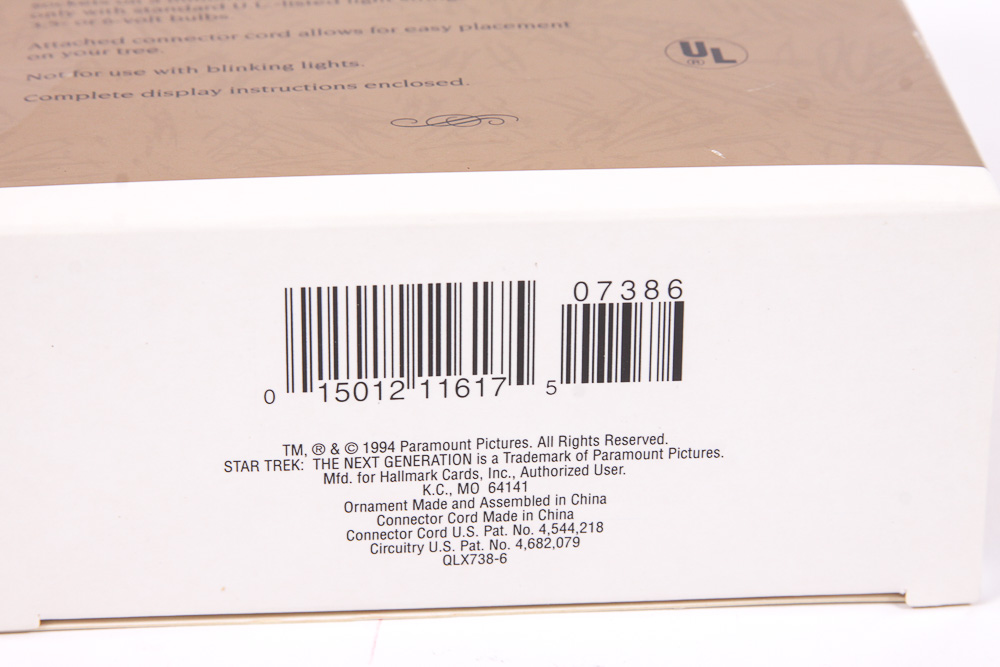 only with standard U L-listed light
or 6-volt bulbs
Attached connector cord allows for easy placement
on your tree.
Not for use with blinking lights.
Complete display instructions enclosed.
UL
®
07386
0 15012 11617 5
TM, ® & © 1994 Paramount Pictures. All Rights Reserved.
STAR TREK: THE NEXT GENERATION is a Trademark of Paramount Pictures.
Mfd. for Hallmark Cards, Inc., Authorized User.
K.C., MO 64141
Ornament Made and Assembled in China
Connector Cord Made in China
Connector Cord U.S. Pat. No. 4,544,218
Circuitry U.S. Pat. No. 4,682,079
QLX738-6